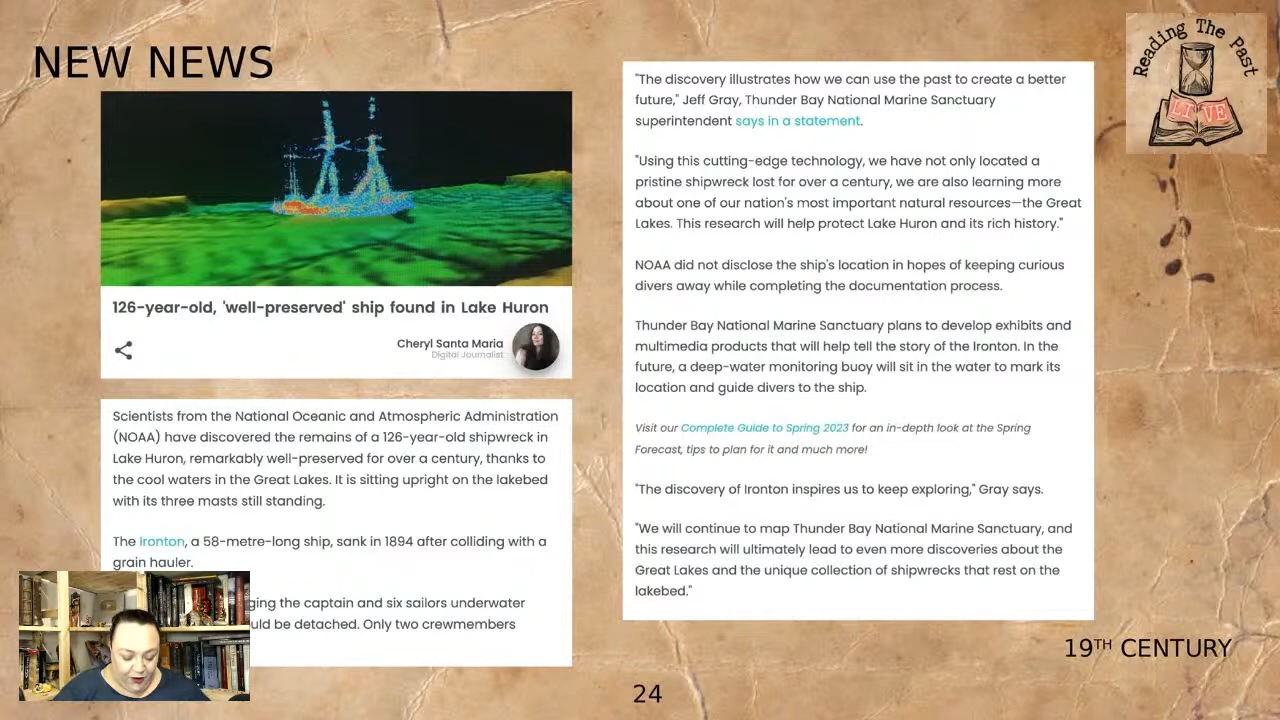 NEW NEWS
126-year-old, 'well-preserved' ship found in Lake Huron
Cheryl Santa Maria
Digital Journalist
Scientists from the National Oceanic and Atmospheric Administration
(NOAA) have discovered the remains of a 126-year-old shipwreck in
Lake Huron, remarkably well-preserved for over a century, thanks to
the cool waters in the Great Lakes. It is sitting upright on the lakebed
with its three masts still standing.
The Ironton, a 58-metre-long ship, sank in 1894 after colliding with a
grain hauler.
ging the captain and six sailors underwater
uld be detached. Only two crewmembers
"The discovery illustrates how we can use the past to create a better
future," Jeff Gray, Thunder Bay National Marine Sanctuary
superintendent says in a statement.
"Using this cutting-edge technology, we have not only located a
pristine shipwreck lost for over a century, we are also learning more
about one of our nation's most important natural resources—the Great
Lakes. This research will help protect Lake Huron and its rich history."
NOAA did not disclose the ship's location in hopes of keeping curious
divers away while completing the documentation process.
Thunder Bay National Marine Sanctuary plans to develop exhibits and
multimedia products that will help tell the story of the Ironton. In the
future, a deep-water monitoring buoy will sit in the water to mark its
location and guide divers to the ship.
Visit our Complete Guide to Spring 2023 for an in-depth look at the Spring
Forecast, tips to plan for it and much more!
"The discovery of Ironton inspires us to keep exploring," Gray says.
"We will continue to map Thunder Bay National Marine Sanctuary, and
this research will ultimately lead to even more discoveries about the
Great Lakes and the unique collection of shipwrecks that rest on the
lakebed."
Reading The Past
LIVE
19TH CENTURY
24